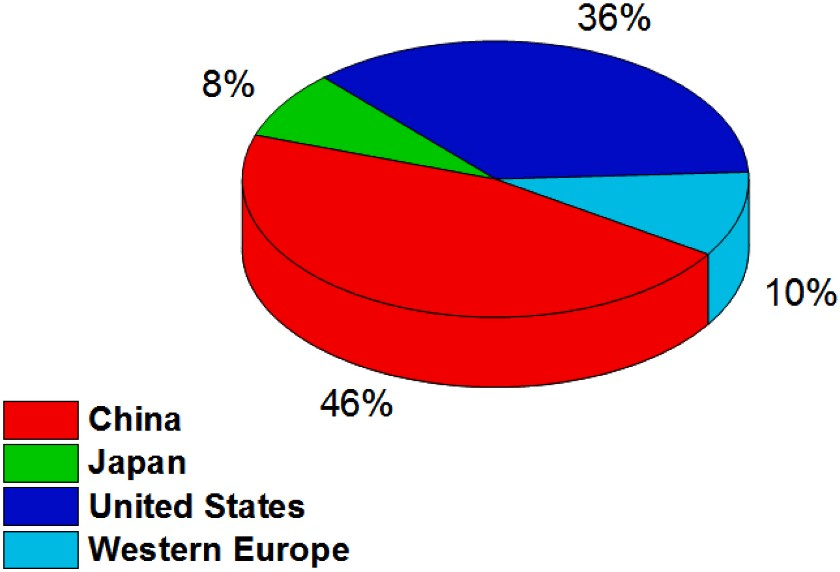 36%
8%
10%
46%
China
Japan
United States
Western Europe